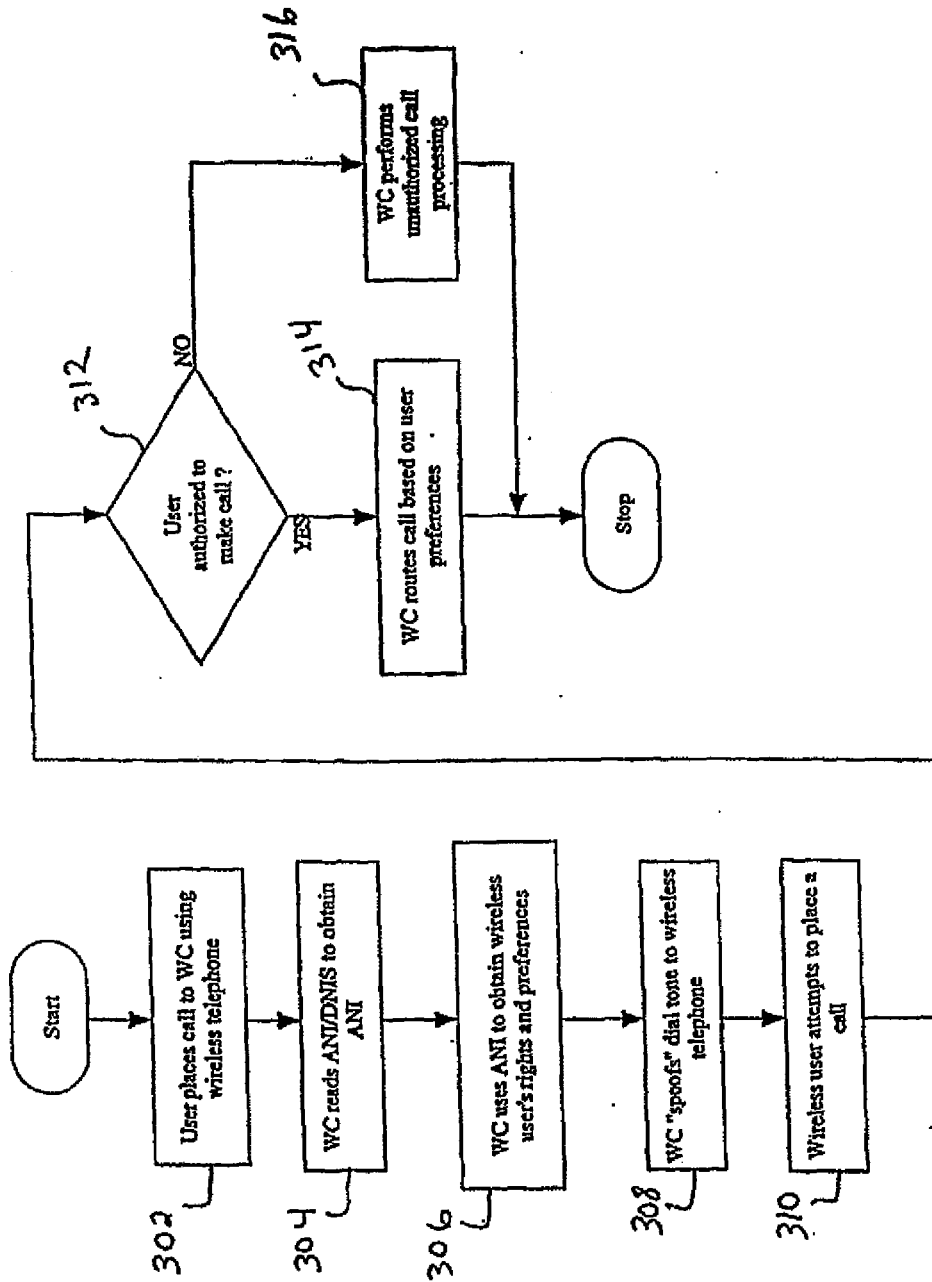 Start
302
User places call to WC using
wireless telephone
304
WC reads ANI/DNIS to obtain
ANI
306
WC uses ANI to obtain wireless
user's rights and preferences
308
WC "spoofs" dial tone to wireless
telephone
310
Wireless user attempts to place a
call
312
User
authorized to
make call ?
NO
YES
314
WC routes call based on user
preferences
316
WC performs
unauthorized call
processing
Stop